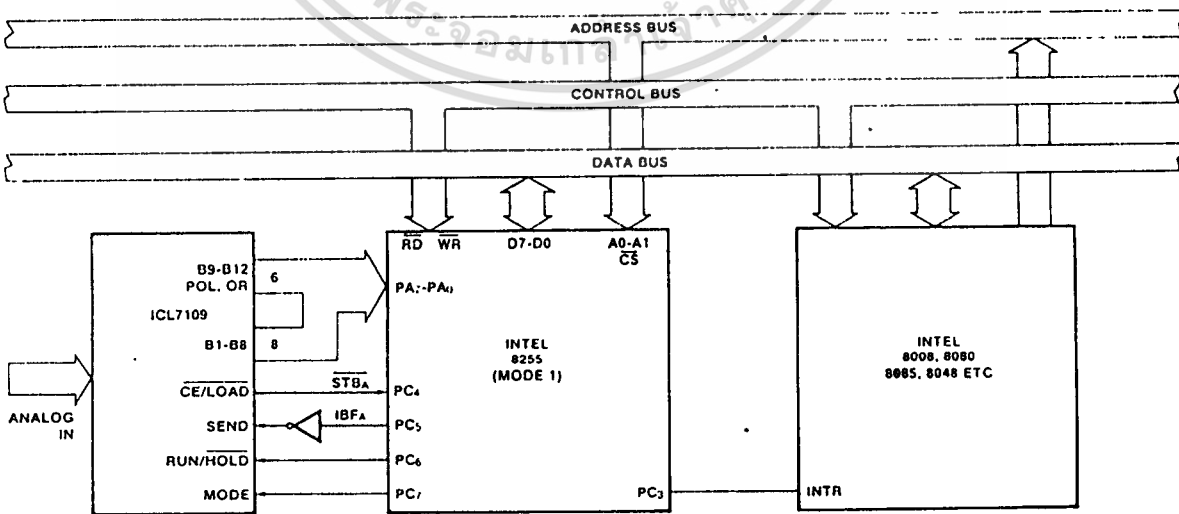 ADDRESS BUS
CONTROL BUS
DATA BUS
RD WR D7-D0 A0-A1
CS
B9-B12
POL, OR
6
ICL7109
B1-B8 8
CE/LOAD
SEND
RUN/HOLD
MODE
ANALOG
IN
STBA
IBFA
PA7-PA0
INTEL
8255
(MODE 1)
PC4
PC5
PC6
PC7
PC3
INTEL
8008, 8080
8085, 8048 ETC
INTR